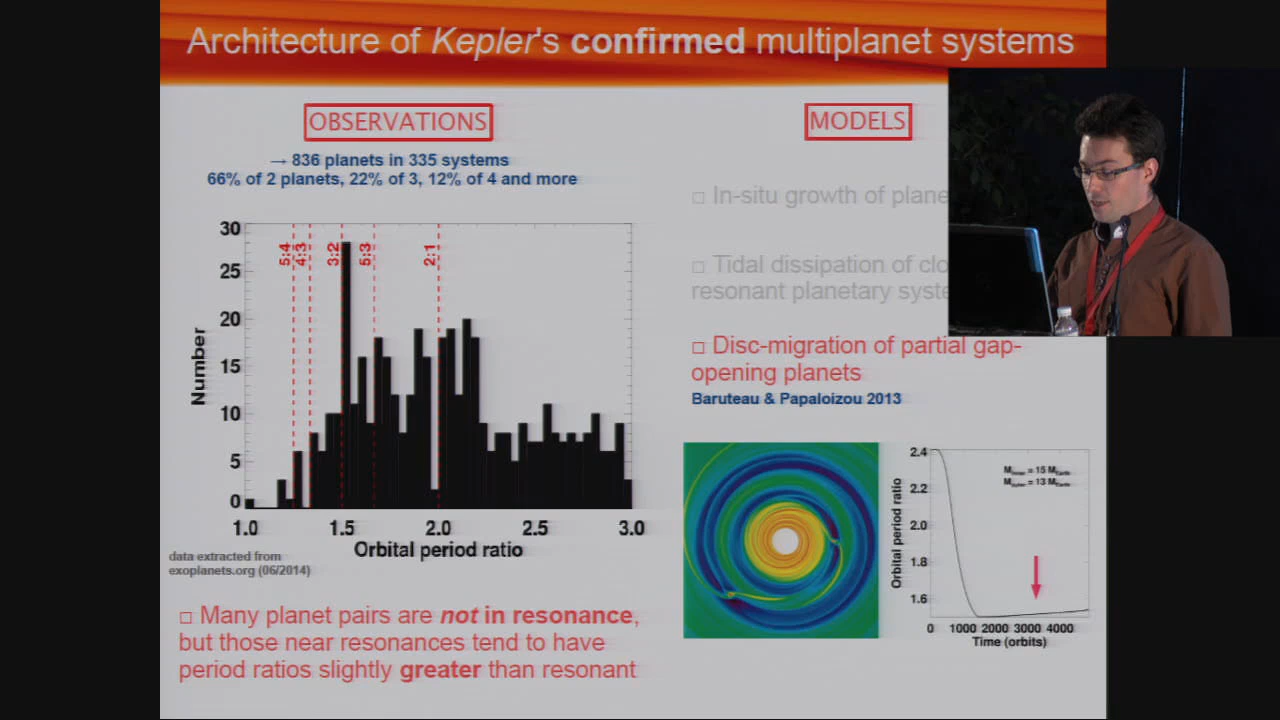 Architecture of Kepler's confirmed multiplanet systems
OBSERVATIONS
→ 836 planets in 335 systems
66% of 2 planets, 22% of 3, 12% of 4 and more
30
25
20
15
10
5
0
Number
5:4
4:3
3:2
5:3
2:1
1.0 1.5 2.0 2.5 3.0
Orbital period ratio
data extracted from
exoplanets.org (06/2014)
□ Many planet pairs are not in resonance,
but those near resonances tend to have
period ratios slightly greater than resonant
MODELS
□ In-situ growth of plane
□ Tidal dissipation of clo
resonant planetary syste
□ Disc-migration of partial gap-
opening planets
Baruteau & Papaloizou 2013
2.4
2.2
2.0
1.8
1.6
Orbital period ratio
M = 15 M
M = 13 M
0 1000 2000 3000 4000
Time (orbits)